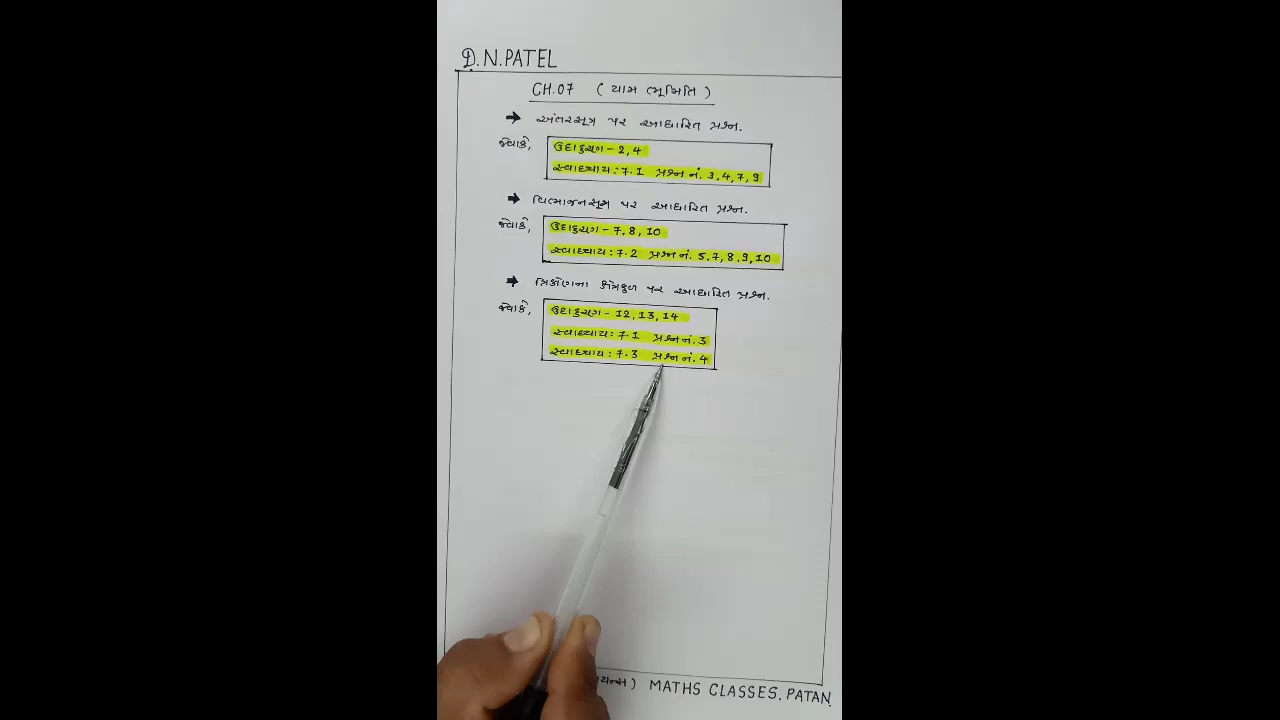 D.N.PATEL
CH.07 ( યામ ભૂમિતિ )
→ અંતરસૂત્ર પર આધારિત પ્રશ્ન.
જેવાકે,
ઉદાહરણ - 2, 4
સ્વાધ્યાય : 7.1 પ્રશ્ન નં. 3, 4, 7, 9
→ વિભાજનસૂત્ર પર આધારિત પ્રશ્ન.
જેવાકે,
ઉદાહરણ - 7, 8, 10
સ્વાધ્યાય : 7.2 પ્રશ્ન નં. 5, 7, 8, 9, 10
→ ત્રિકોણના ક્ષેત્રફળ પર આધારિત પ્રશ્ન.
જેવાકે,
ઉદાહરણ - 12, 13, 14
સ્વાધ્યાય : 7.1 પ્રશ્ન નં. 3
સ્વાધ્યાય : 7.3 પ્રશ્ન નં. 4
) MATHS CLASSES. PATAN.